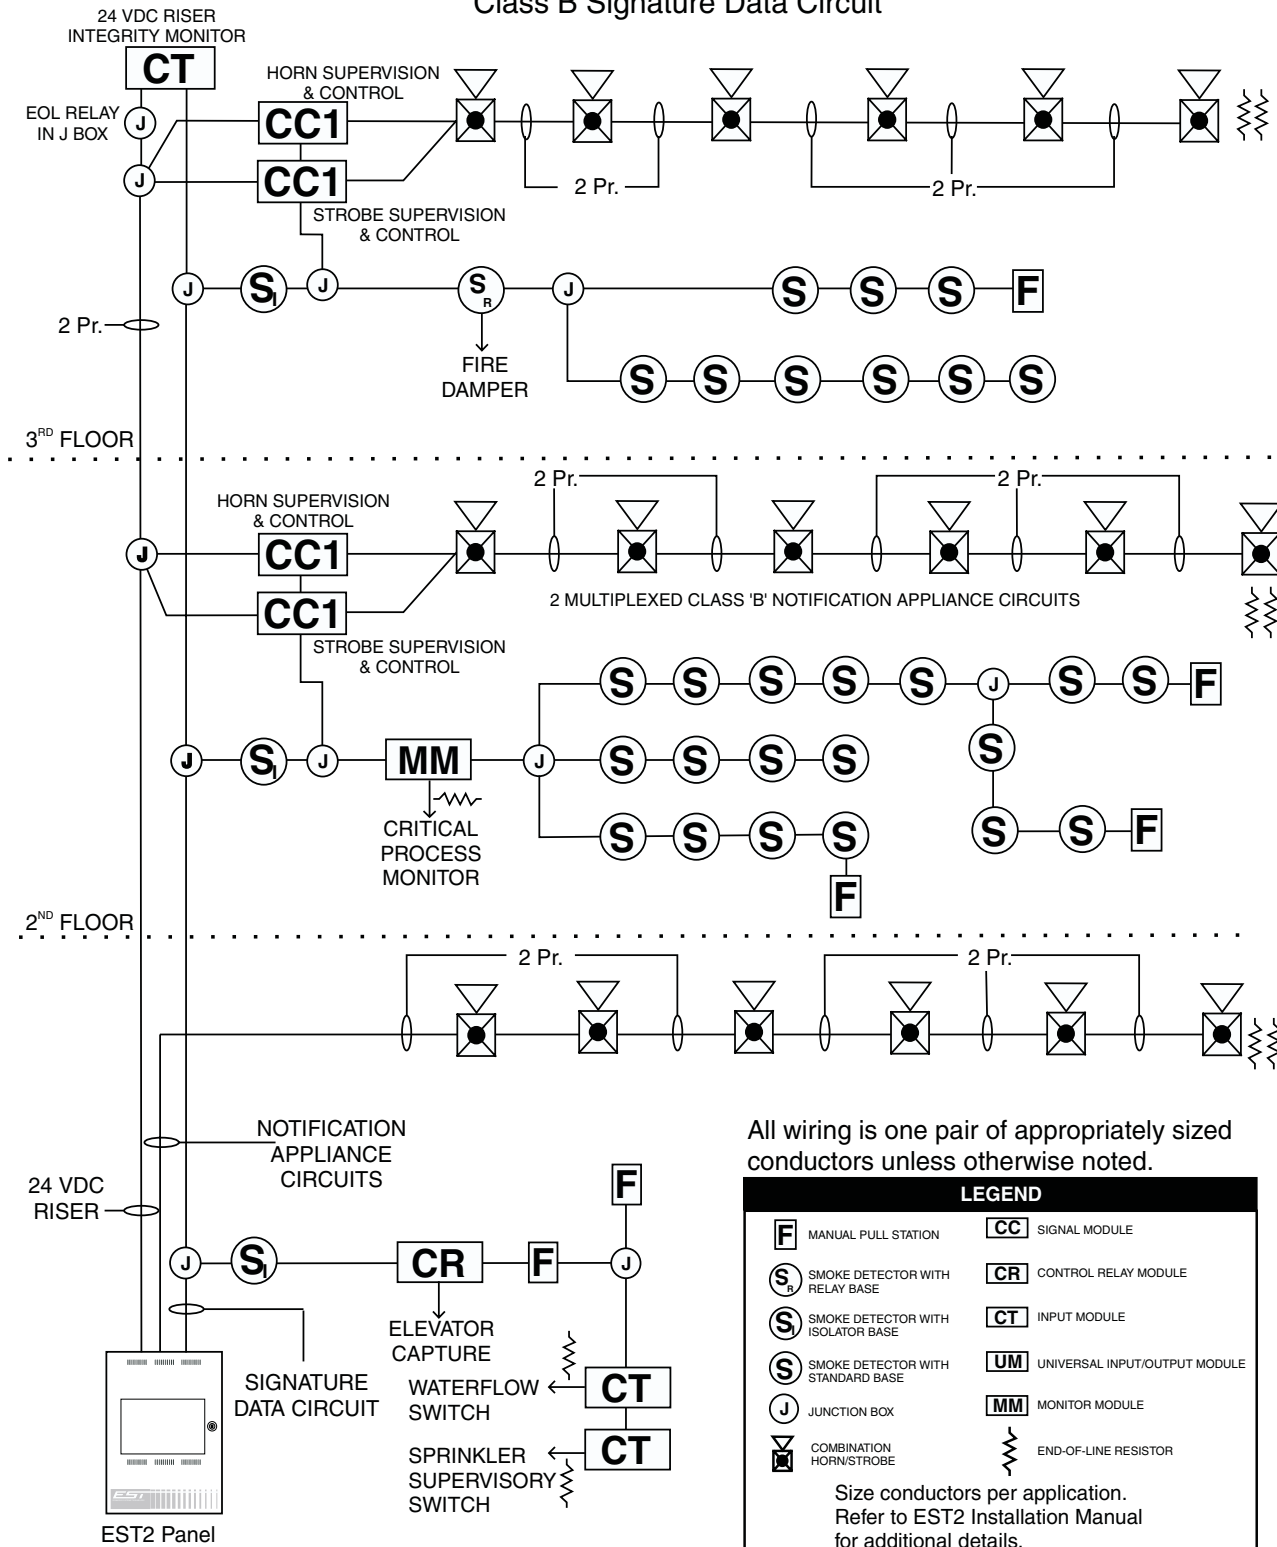 Class B Signature Data Circuit
24 VDC RISER
INTEGRITY MONITOR
CT
HORN SUPERVISION
& CONTROL
EOL RELAY
IN J BOX
J
CC1
J
CC1
2 Pr.
2 Pr.
STROBE SUPERVISION
& CONTROL
J
SI
J
SR
J
S
S
S
F
2 Pr.
FIRE
DAMPER
S
S
S
S
S
S
3RD FLOOR
2 Pr.
2 Pr.
HORN SUPERVISION
& CONTROL
J
CC1
CC1
2 MULTIPLEXED CLASS 'B' NOTIFICATION APPLIANCE CIRCUITS
STROBE SUPERVISION
& CONTROL
S
S
S
S
S
J
S
S
F
J
SI
J
MM
J
S
S
S
S
S
CRITICAL
PROCESS
MONITOR
S
S
S
S
S
S
F
F
2ND FLOOR
2 Pr.
2 Pr.
NOTIFICATION
APPLIANCE
CIRCUITS
24 VDC
RISER
F
J
SI
CR
F
J
ELEVATOR
CAPTURE
SIGNATURE
DATA CIRCUIT
WATERFLOW
SWITCH
CT
SPRINKLER
SUPERVISORY
SWITCH
CT
EST
EST2 Panel
All wiring is one pair of appropriately sized
conductors unless otherwise noted.
LEGEND
F MANUAL PULL STATION
CC SIGNAL MODULE
SR SMOKE DETECTOR WITH
RELAY BASE
CR CONTROL RELAY MODULE
SI SMOKE DETECTOR WITH
ISOLATOR BASE
CT INPUT MODULE
S SMOKE DETECTOR WITH
STANDARD BASE
UM UNIVERSAL INPUT/OUTPUT MODULE
J JUNCTION BOX
MM MONITOR MODULE
COMBINATION
HORN/STROBE
END-OF-LINE RESISTOR
Size conductors per application.
Refer to EST2 Installation Manual
for additional details.